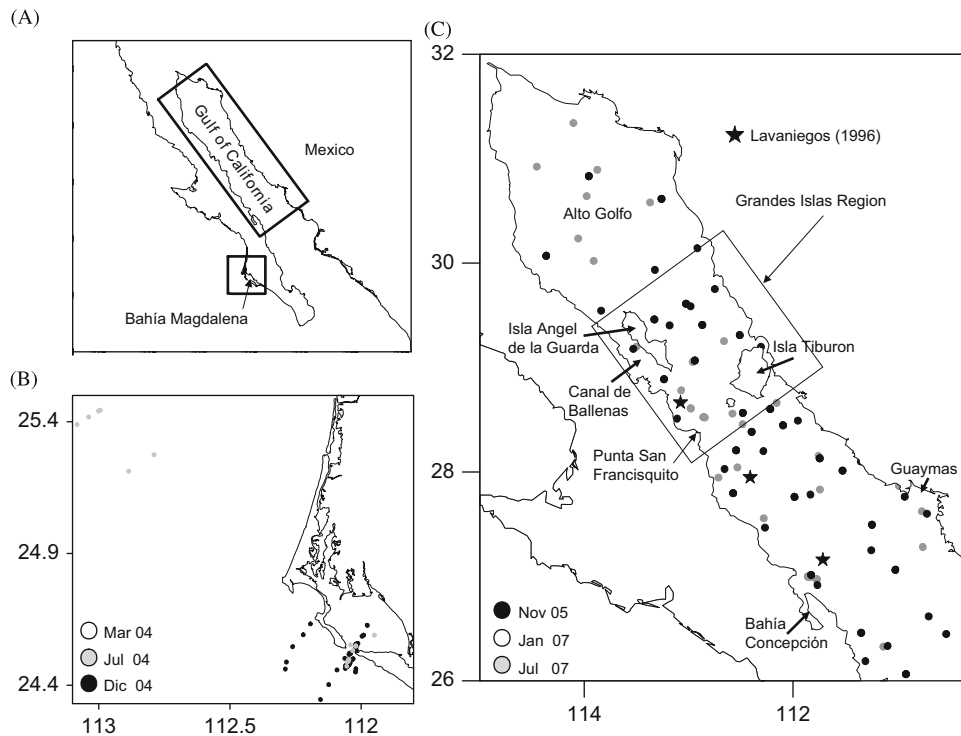 (A)
Gulf of California
Mexico
Bahía Magdalena
(B)
25.4
24.9
24.4
Mar 04
Jul 04
Dic 04
113
112.5
112
(C)
32
30
28
26
Lavaniegos (1996)
Alto Golfo
Grandes Islas Region
Isla Angel
de la Guarda
Isla Tiburon
Canal de
Ballenas
Punta San
Francisquito
Guaymas
Nov 05
Jan 07
Jul 07
Bahía
Concepción
114
112